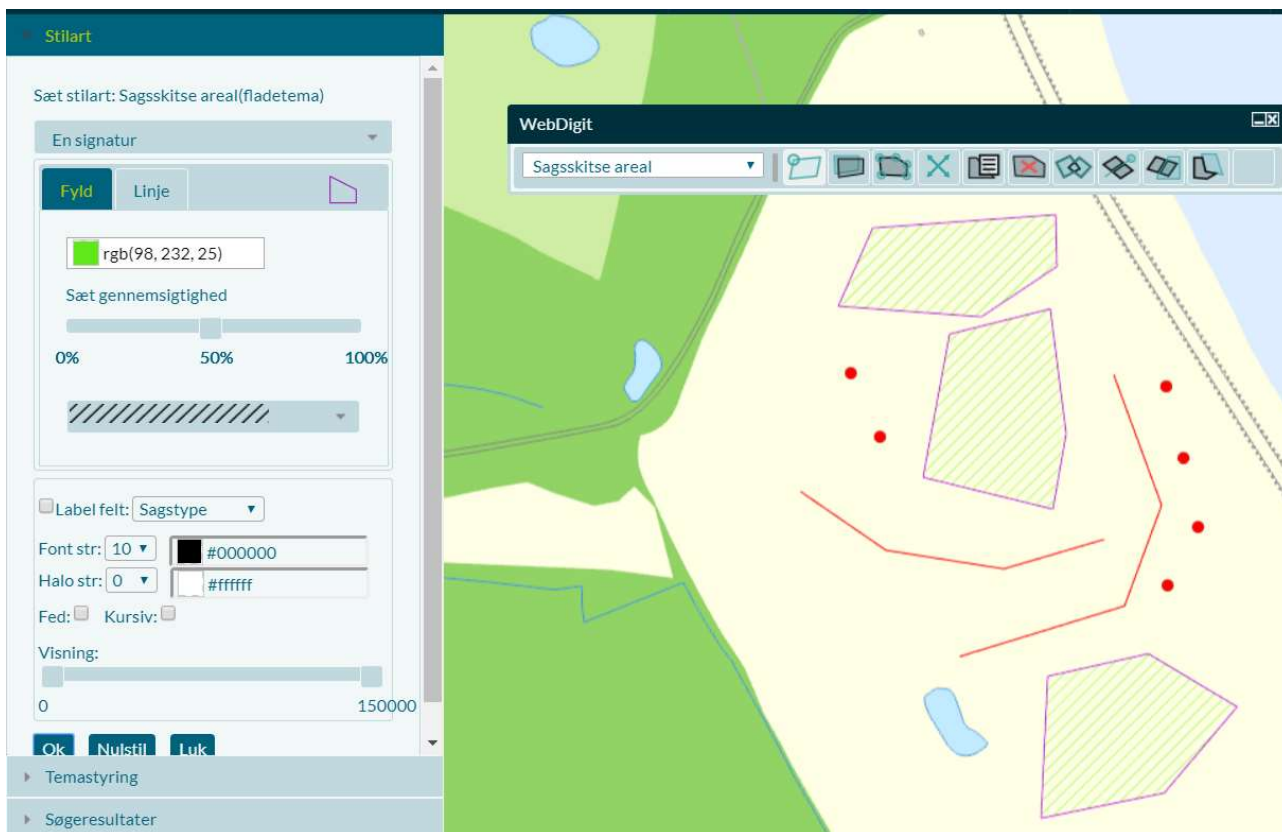 Stilart
Sæt stilart: Sagsskitse areal(fladetema)
En signatur
Fyld Linje
rgb(98, 232, 25)
Sæt gennemsigtighed
0% 50% 100%
Label felt: Sagstype
Font str: 10 #000000
Halo str: 0 #ffffff
Fed: Kursiv:
Visning:
0 150000
Ok Nulstil Luk
Temastyring
Søgeresultater
WebDigit
Sagsskitse areal